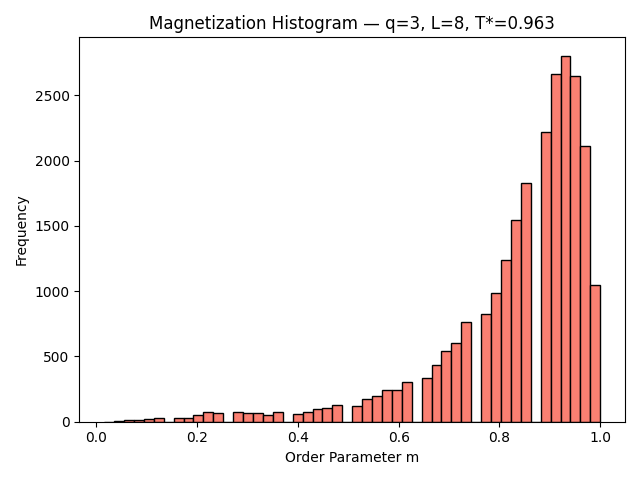 Magnetization Histogram — q=3, L=8, T*=0.963
Frequency
2500
2000
1500
1000
500
0
0.0 0.2 0.4 0.6 0.8 1.0
Order Parameter m